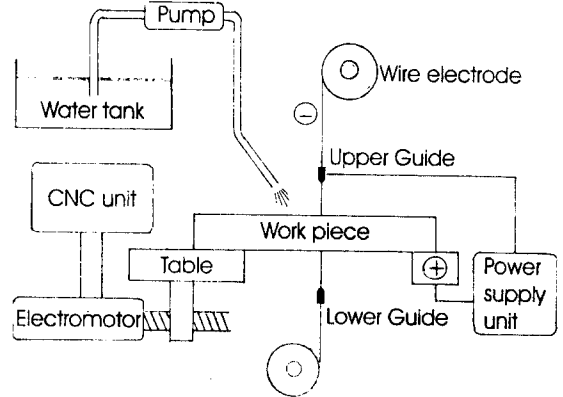 Pump
Wire electrode
Water tank
−
Upper Guide
CNC unit
Work piece
Table
+
Power
supply
unit
Electromotor
Lower Guide